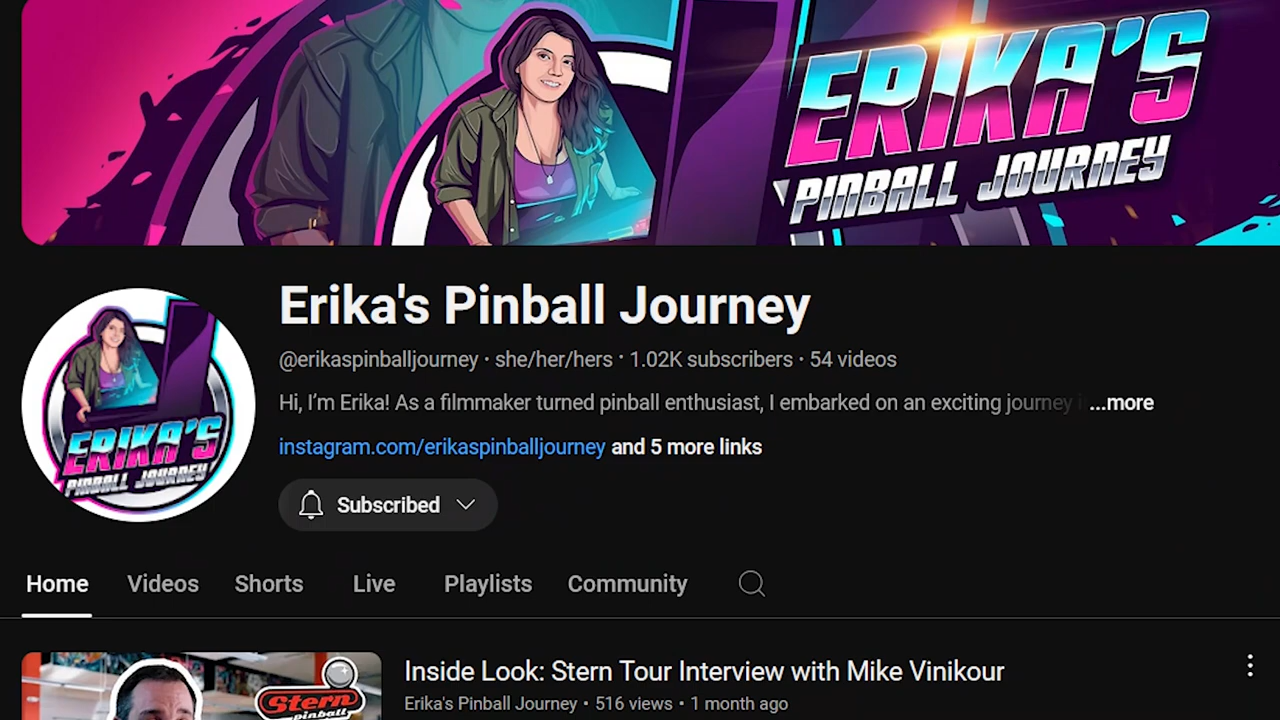 ERIKA'S
PINBALL JOURNEY
Erika's Pinball Journey
@erikaspinballjourney · she/her/hers · 1.02K subscribers · 54 videos
Hi, I’m Erika! As a filmmaker turned pinball enthusiast, I embarked on an exciting journey ...more
instagram.com/erikaspinballjourney and 5 more links
ERIKA'S
PINBALL JOURNEY
Subscribed
Home Videos Shorts Live Playlists Community
Inside Look: Stern Tour Interview with Mike Vinikour
Erika's Pinball Journey • 516 views • 1 month ago
Stern
pinball